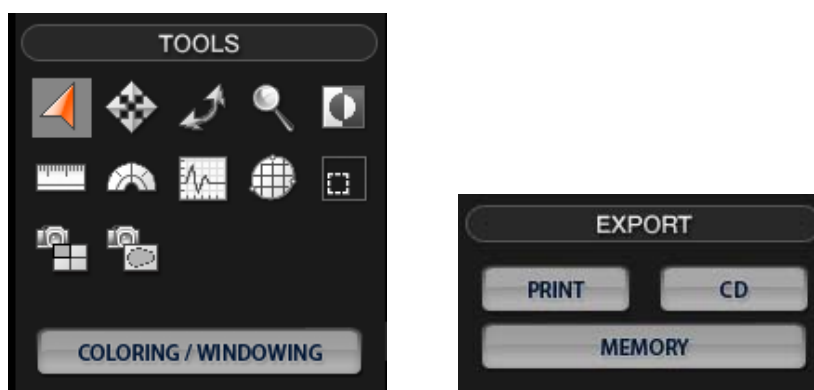 TOOLS
COLORING / WINDOWING
EXPORT
PRINT
CD
MEMORY